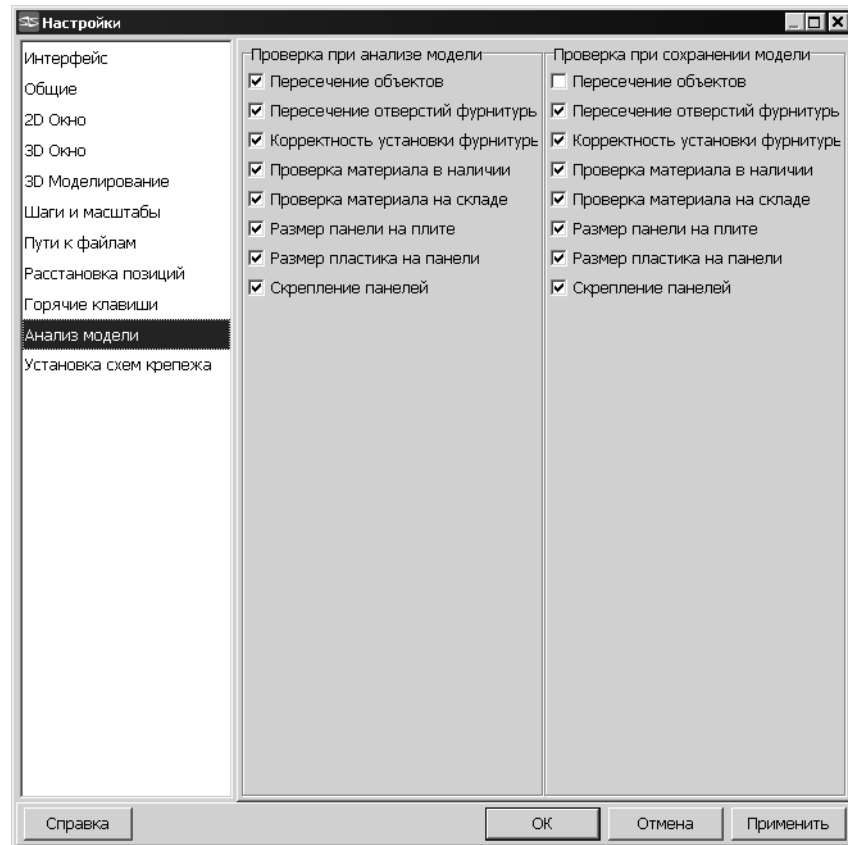 Настройки
Интерфейс
Общие
2D Окно
3D Окно
3D Моделирование
Шаги и масштабы
Пути к файлам
Расстановка позиций
Горячие клавиши
Анализ модели
Установка схем крепежа
Проверка при анализе модели
Пересечение объектов
Пересечение отверстий фурнитурь
Корректность установки фурнитурь
Проверка материала в наличии
Проверка материала на складе
Размер панели на плите
Размер пластика на панели
Скрепление панелей
Проверка при сохранении модели
Пересечение объектов
Пересечение отверстий фурнитурь
Корректность установки фурнитурь
Проверка материала в наличии
Проверка материала на складе
Размер панели на плите
Размер пластика на панели
Скрепление панелей
Справка
ОК
Отмена
Применить